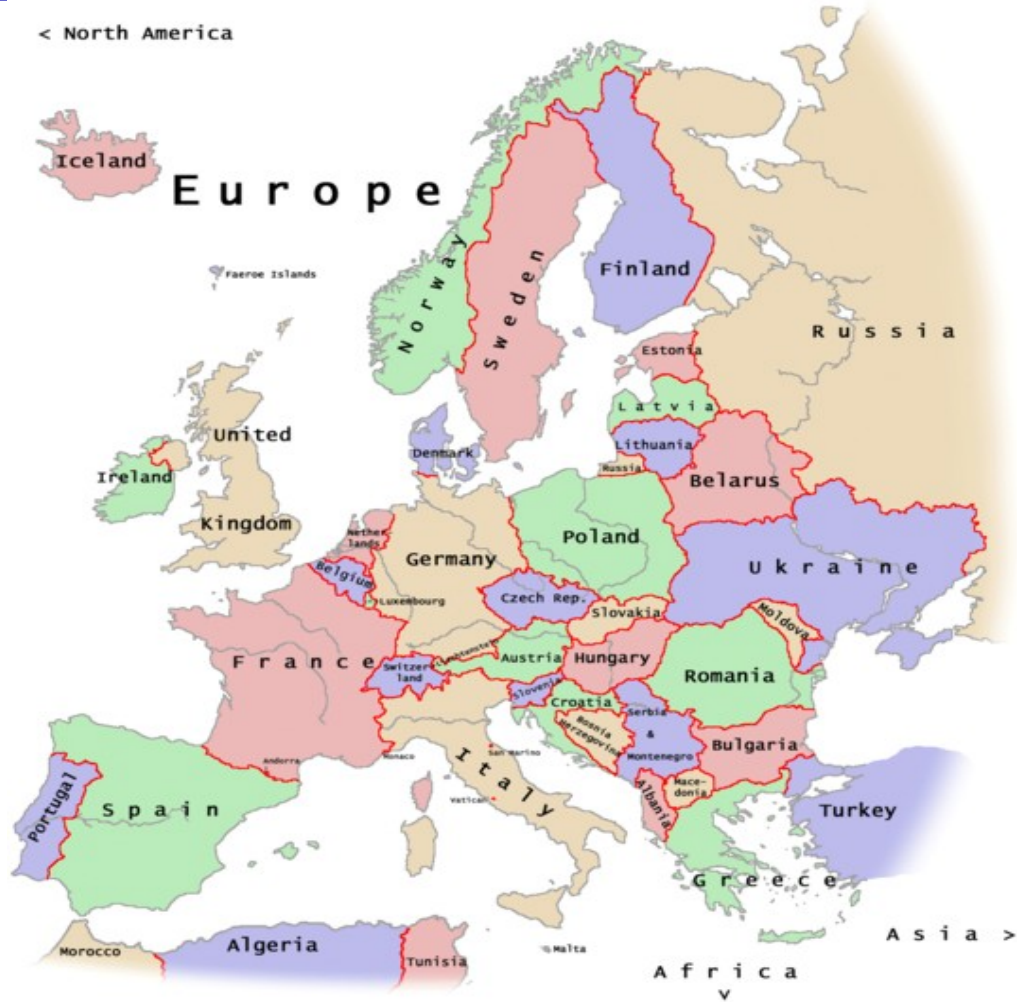 < North America
Iceland
Europe
Norway
Sweden
Finland
Faeroe Islands
Russia
Estonia
Latvia
United
Kingdom
Denmark
Lithuania
Russia
Ireland
Belarus
Nether
lands
Poland
Germany
Belgium
Ukraine
Czech Rep.
Luxembourg
Slovakia
Moldova
France
Switzer-
land
Liechtenstein
Austria
Hungary
Romania
Slovenia
Croatia
Serbia
&
Montenegro
Bosnia
Herzegovina
Bulgaria
San Marino
Monaco
Andorra
Italy
Vatican
Albania
Mace-
donia
Portugal
Spain
Turkey
Greece
Morocco
Algeria
Tunisia
Malta
Asia >
Africa
v